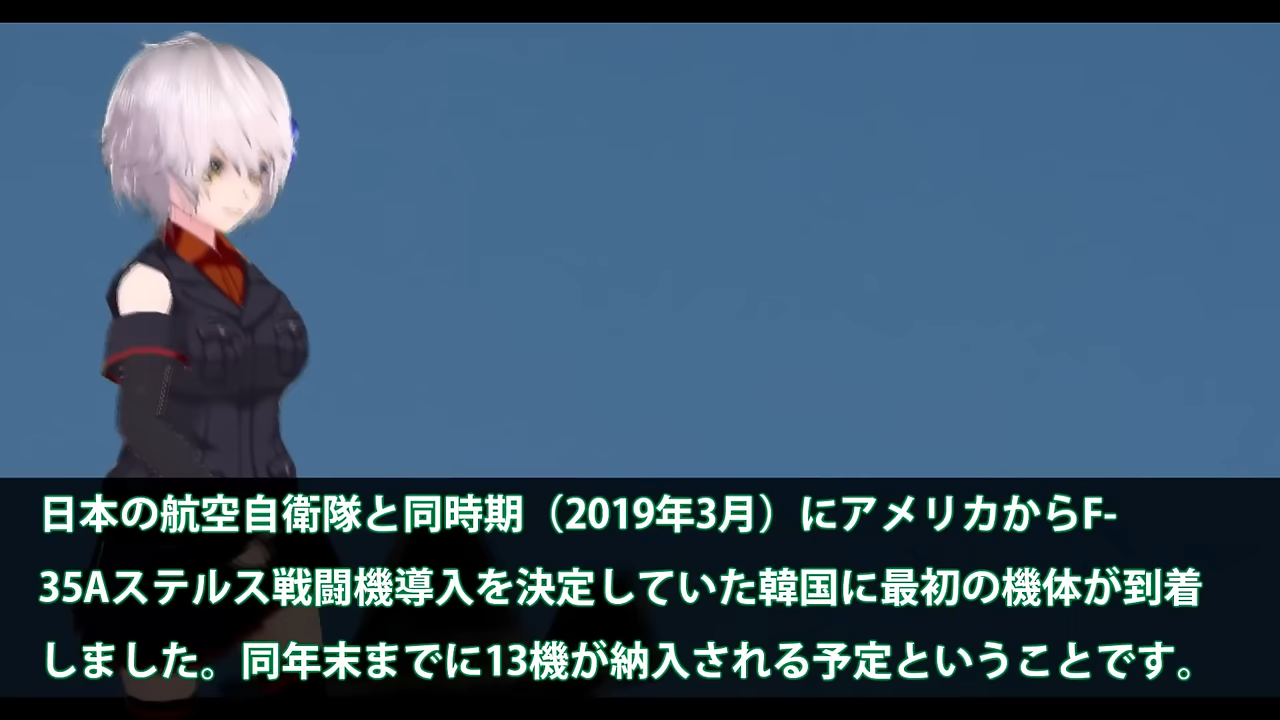 日本の航空自衛隊と同時期（2019年3月）にアメリカからF-
35Aステルス戦闘機導入を決定していた韓国に最初の機体が到着
しました。同年末までに13機が納入される予定ということです。